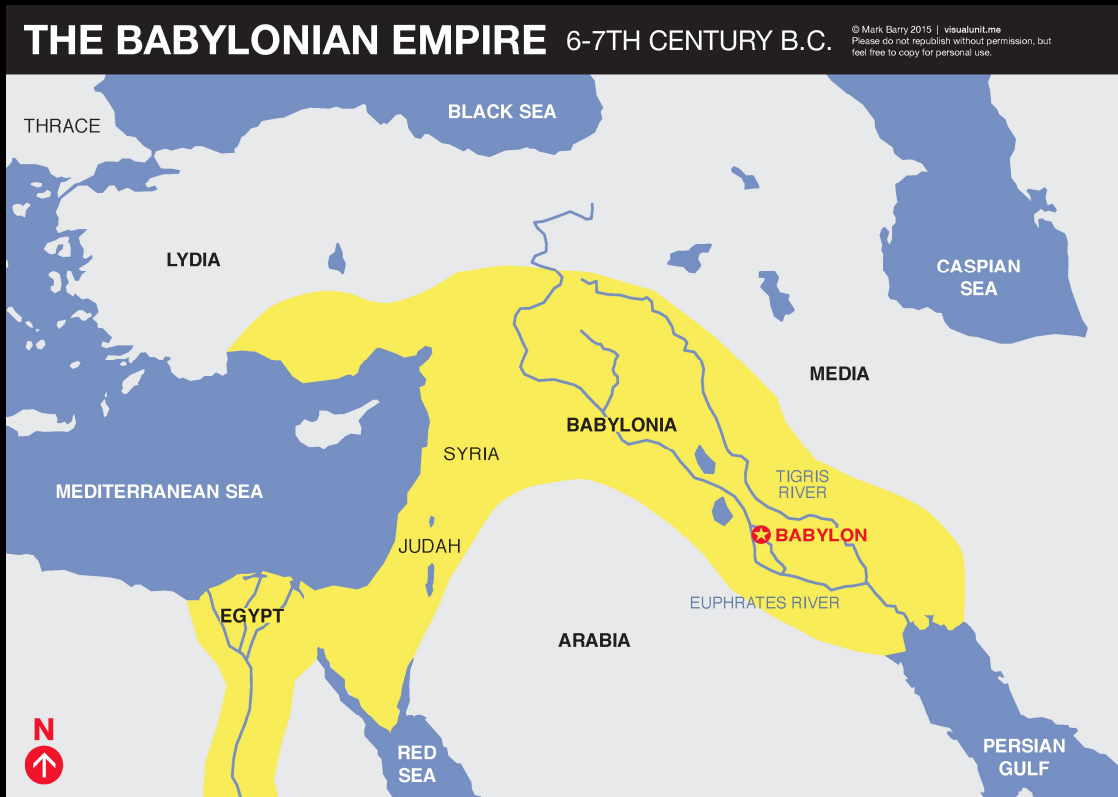 THE BABYLONIAN EMPIRE 6-7TH CENTURY B.C.
© Mark Barry 2015 | visualunit.me
Please do not republish without permission, but
feel free to copy for personal use.
BLACK SEA
THRACE
LYDIA
CASPIAN
SEA
MEDIA
BABYLONIA
SYRIA
MEDITERRANEAN SEA
TIGRIS
RIVER
BABYLON
JUDAH
EUPHRATES RIVER
EGYPT
ARABIA
N
RED
SEA
PERSIAN
GULF